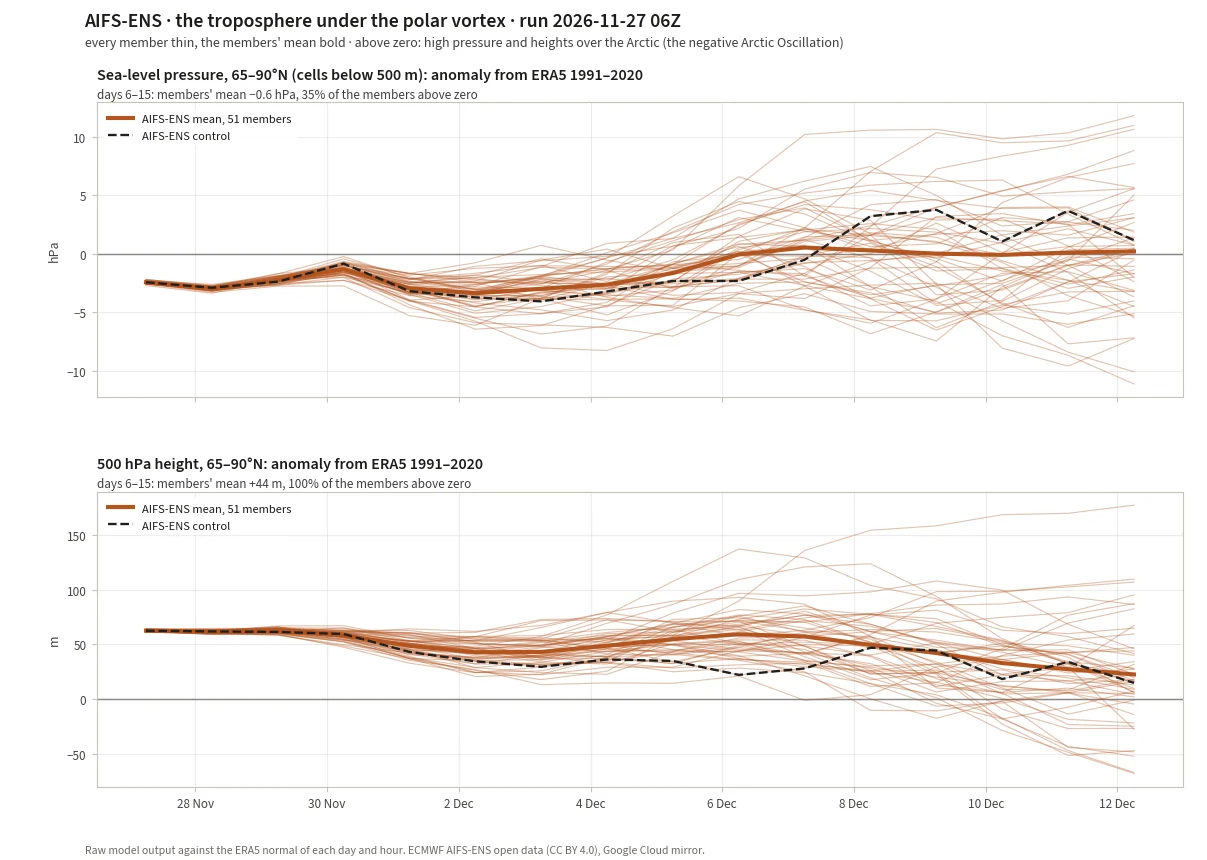 AIFS-ENS · the troposphere under the polar vortex · run 2026-11-27 06Z
every member thin, the members' mean bold · above zero: high pressure and heights over the Arctic (the negative Arctic Oscillation)
Sea-level pressure, 65–90°N (cells below 500 m): anomaly from ERA5 1991–2020
days 6–15: members' mean −0.6 hPa, 35% of the members above zero
AIFS-ENS mean, 51 members
AIFS-ENS control
10
5
0
−5
−10
hPa
500 hPa height, 65–90°N: anomaly from ERA5 1991–2020
days 6–15: members' mean +44 m, 100% of the members above zero
AIFS-ENS mean, 51 members
AIFS-ENS control
150
100
50
0
−50
m
28 Nov
30 Nov
2 Dec
4 Dec
6 Dec
8 Dec
10 Dec
12 Dec
Raw model output against the ERA5 normal of each day and hour. ECMWF AIFS-ENS open data (CC BY 4.0), Google Cloud mirror.